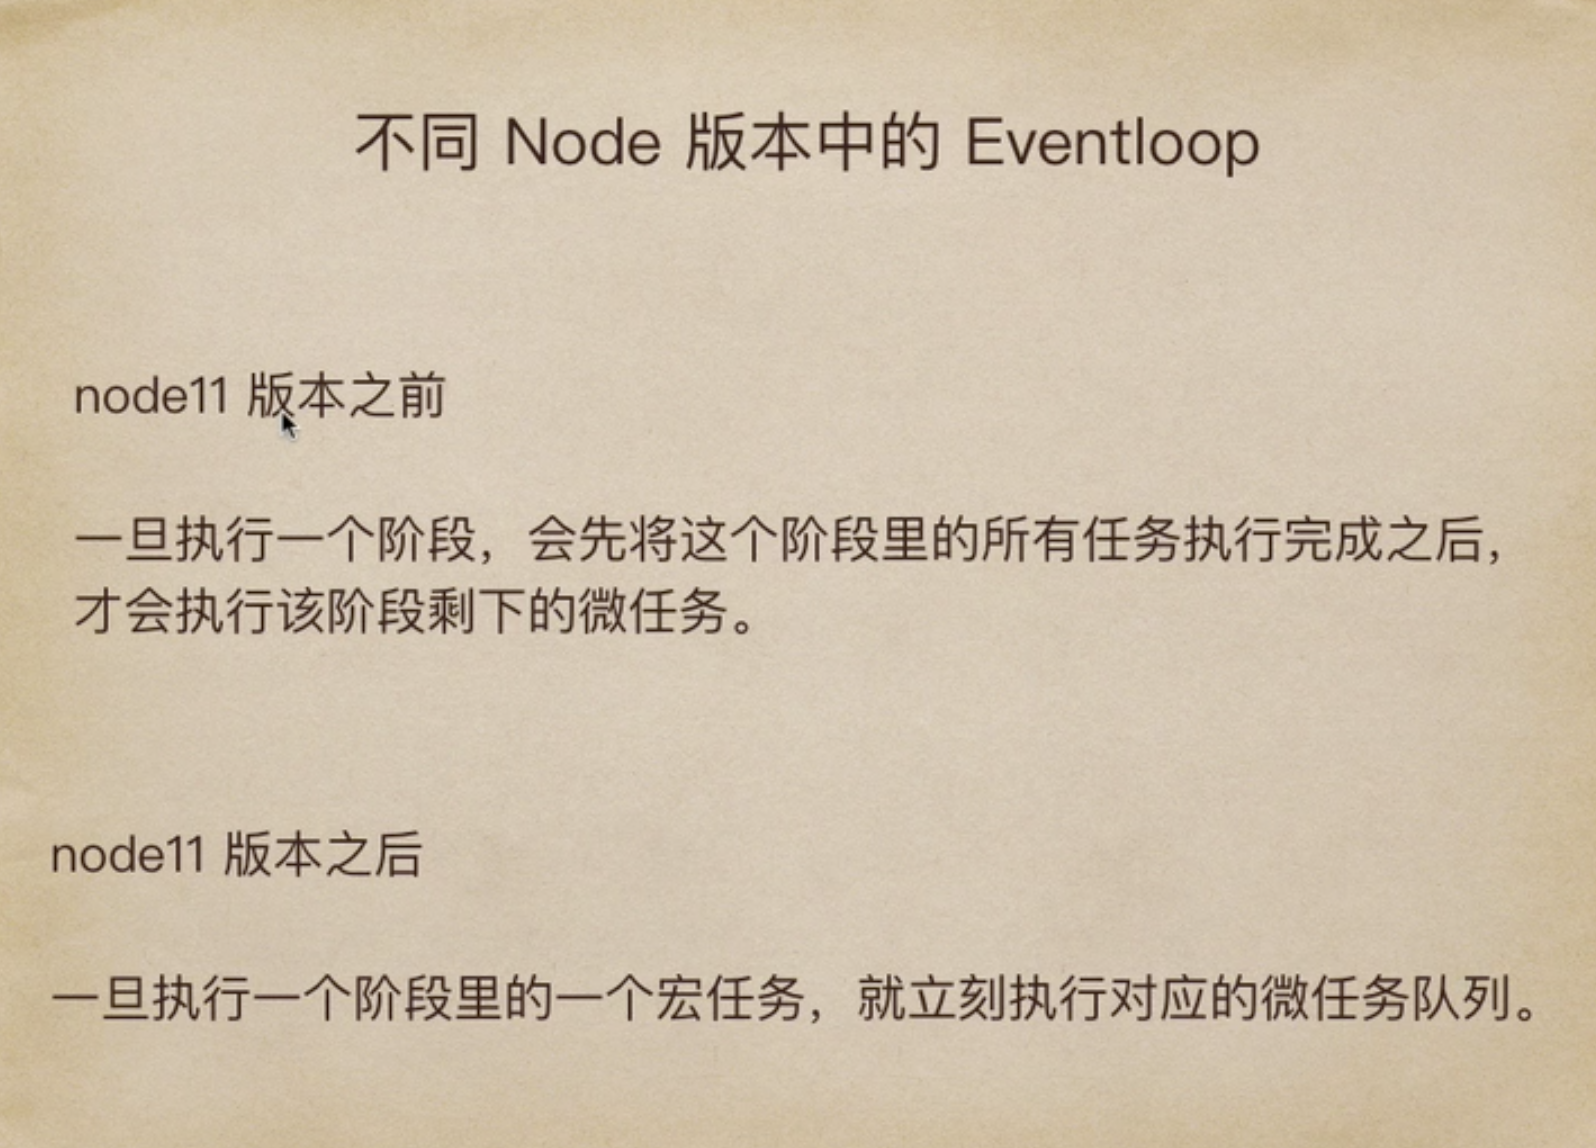 不同 Node 版本中的 Eventloop
node11 版本之前
一旦执行一个阶段，会先将这个阶段里的所有任务执行完成之后，
才会执行该阶段剩下的微任务。
node11 版本之后
一旦执行一个阶段里的一个宏任务，就立刻执行对应的微任务队列。